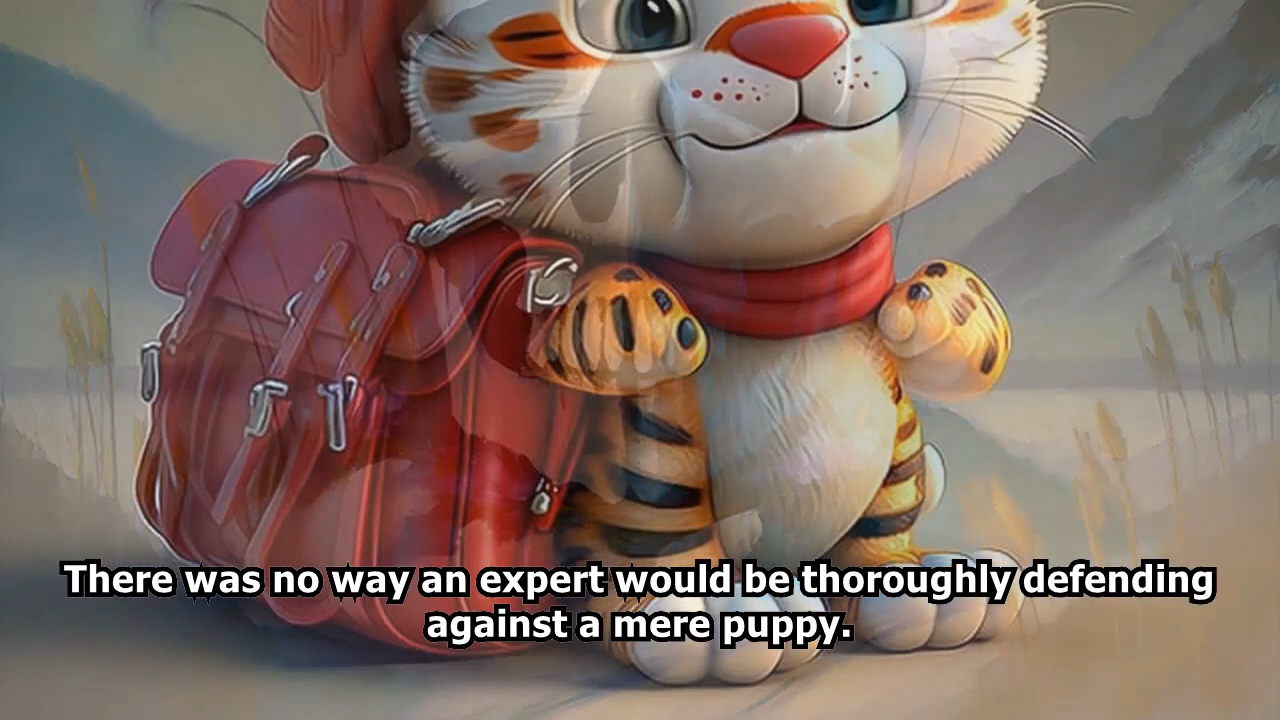 There was no way an expert would be thoroughly defending
against a mere puppy.